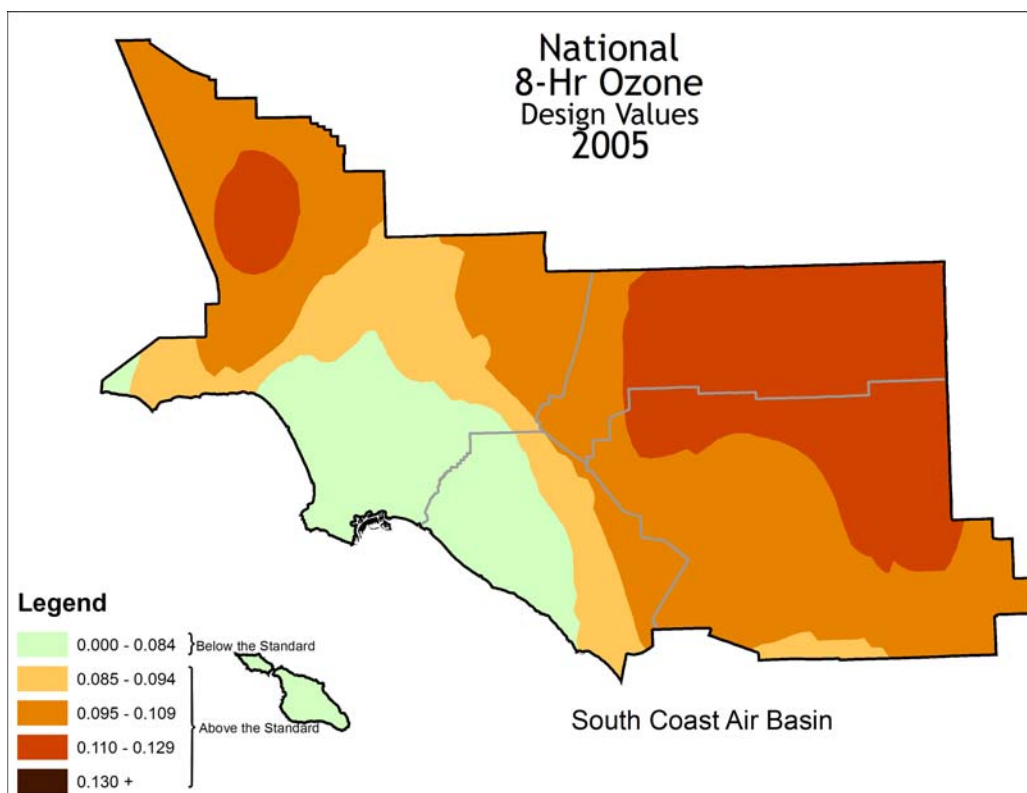 National
8-Hr Ozone
Design Values
2005
Legend
0.000 - 0.084 Below the Standard
0.085 - 0.094
0.095 - 0.109
Above the Standard
0.110 - 0.129
0.130 +
South Coast Air Basin